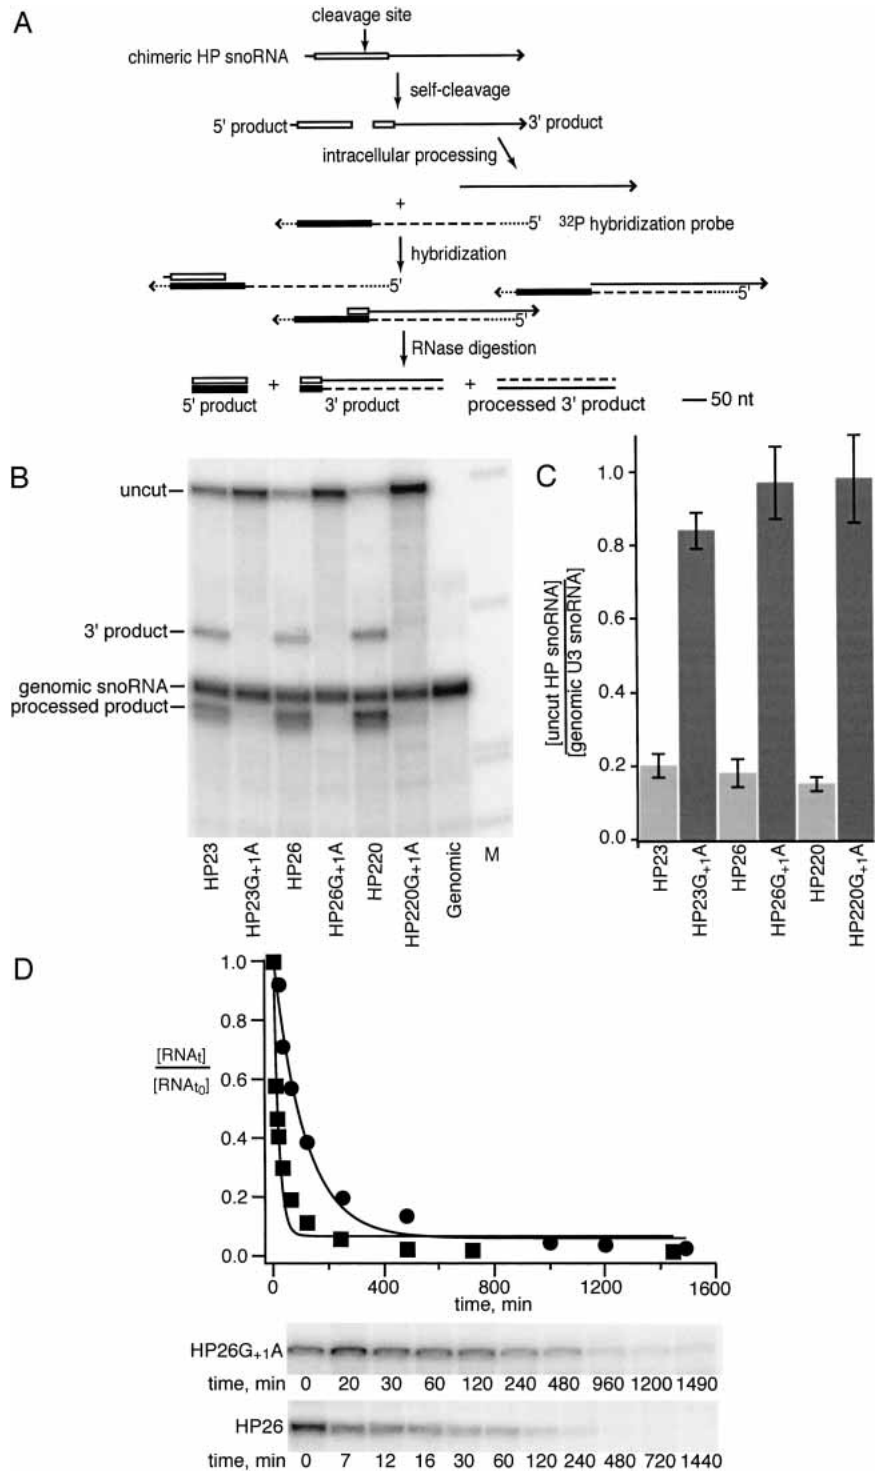 A
cleavage site
chimeric HP snoRNA
self-cleavage
5' product
3' product
intracellular processing
+
5'
32P hybridization probe
hybridization
5'
5'
5'
RNase digestion
+
+
5' product
3' product
processed 3' product
50 nt
B
uncut
3' product
genomic snoRNA
processed product
HP23
HP23G+1A
HP26
HP26G+1A
HP220
HP220G+1A
Genomic
M
C
[uncut HP snoRNA]
[genomic U3 snoRNA]
1.0
0.8
0.6
0.4
0.2
0.0
HP23
HP23G+1A
HP26
HP26G+1A
HP220
HP220G+1A
D
[RNAt]
[RNAt0]
1.0
0.8
0.6
0.4
0.2
0.0
0 400 800 1200 1600
time, min
HP26G+1A
time, min 0 20 30 60 120 240 480 960 1200 1490
HP26
time, min 0 7 12 16 30 60 120 240 480 720 1440